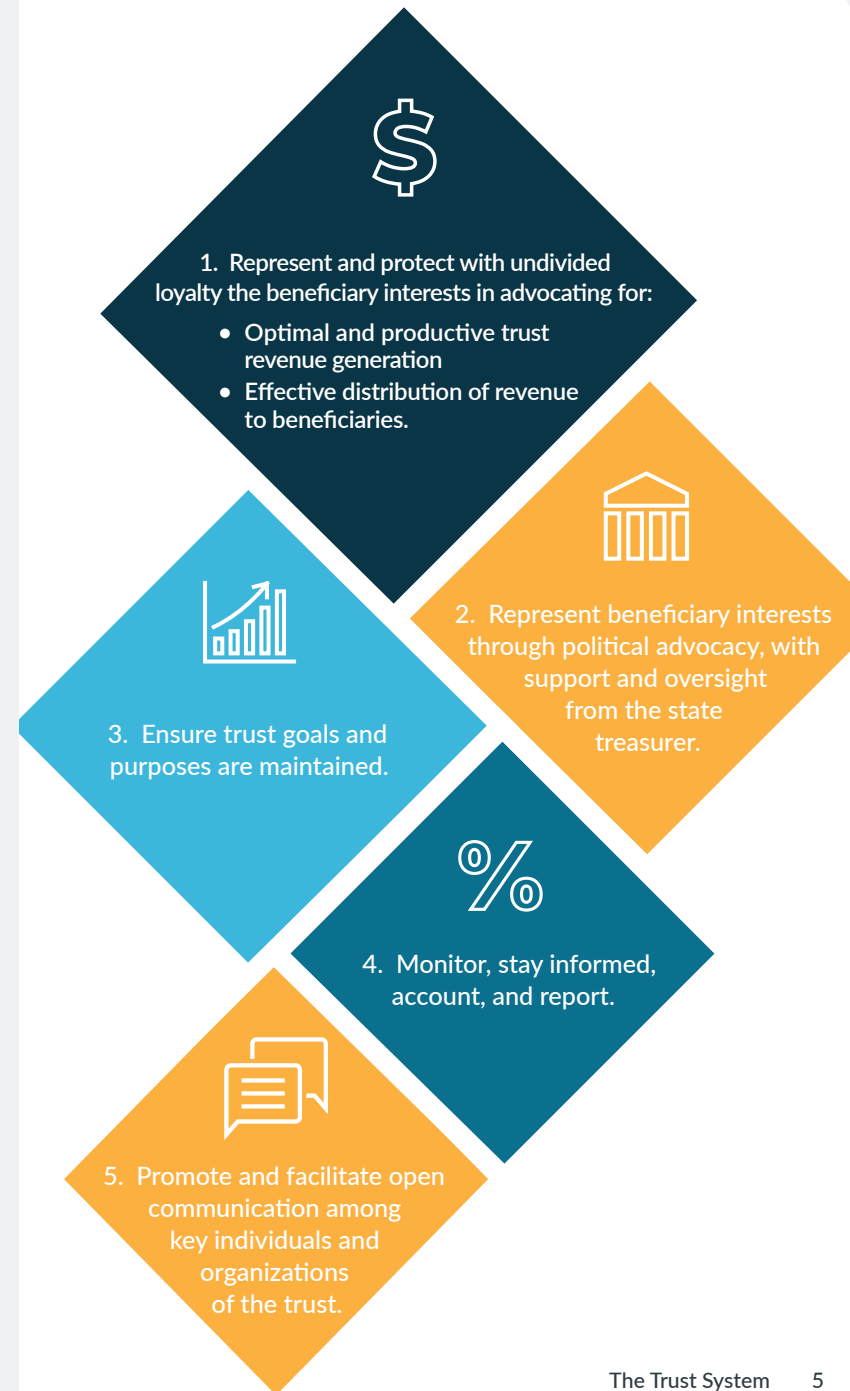 $
1. Represent and protect with undivided
loyalty the beneficiary interests in advocating for:
• Optimal and productive trust
revenue generation
• Effective distribution of revenue
to beneficiaries.
2. Represent beneficiary interests
through political advocacy, with
support and oversight
from the state
treasurer.
3. Ensure trust goals and
purposes are maintained.
%
4. Monitor, stay informed,
account, and report.
5. Promote and facilitate open
communication among
key individuals and
organizations
of the trust.
The Trust System 5